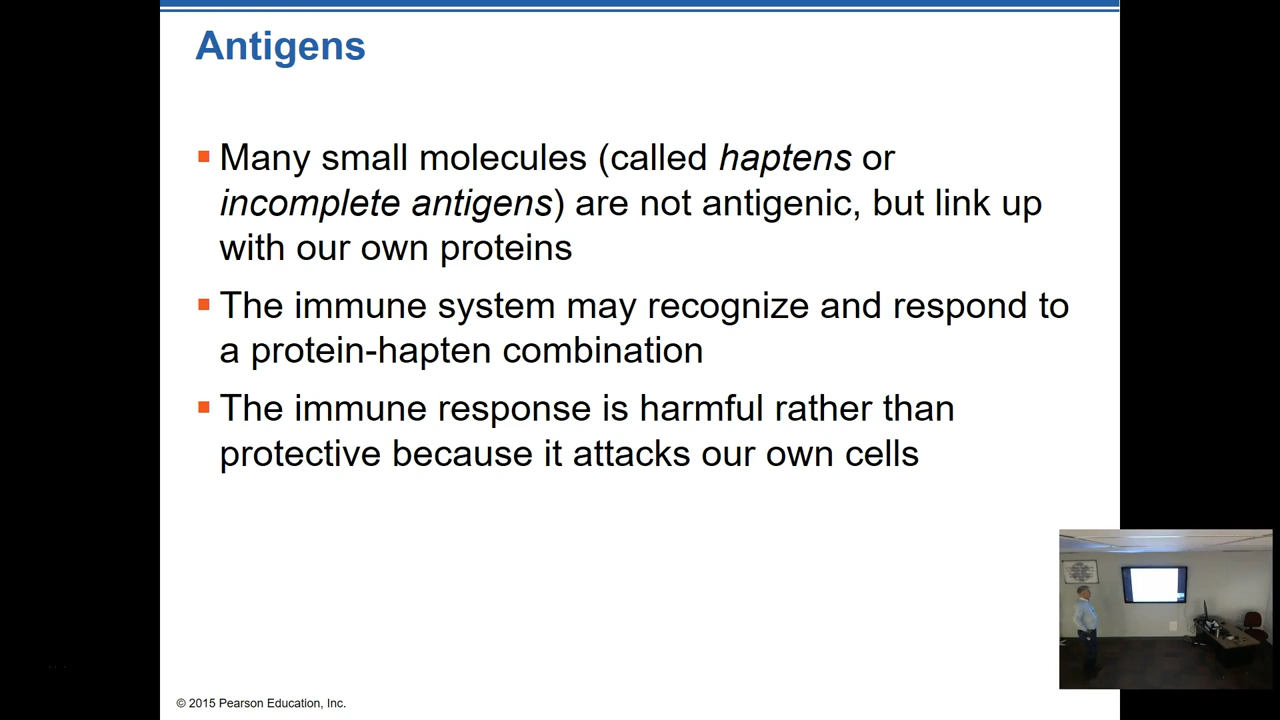 Antigens
Many small molecules (called haptens or
incomplete antigens) are not antigenic, but link up
with our own proteins
The immune system may recognize and respond to
a protein-hapten combination
The immune response is harmful rather than
protective because it attacks our own cells
© 2015 Pearson Education, Inc.